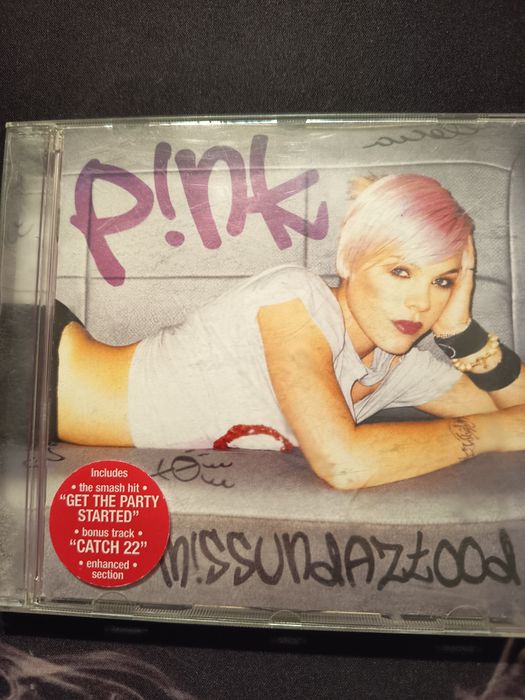 P!nk
Includes
• the smash hit •
"GET THE PARTY
STARTED"
• bonus track •
"CATCH 22"
• enhanced •
section
M!SSUNDAZTOOD